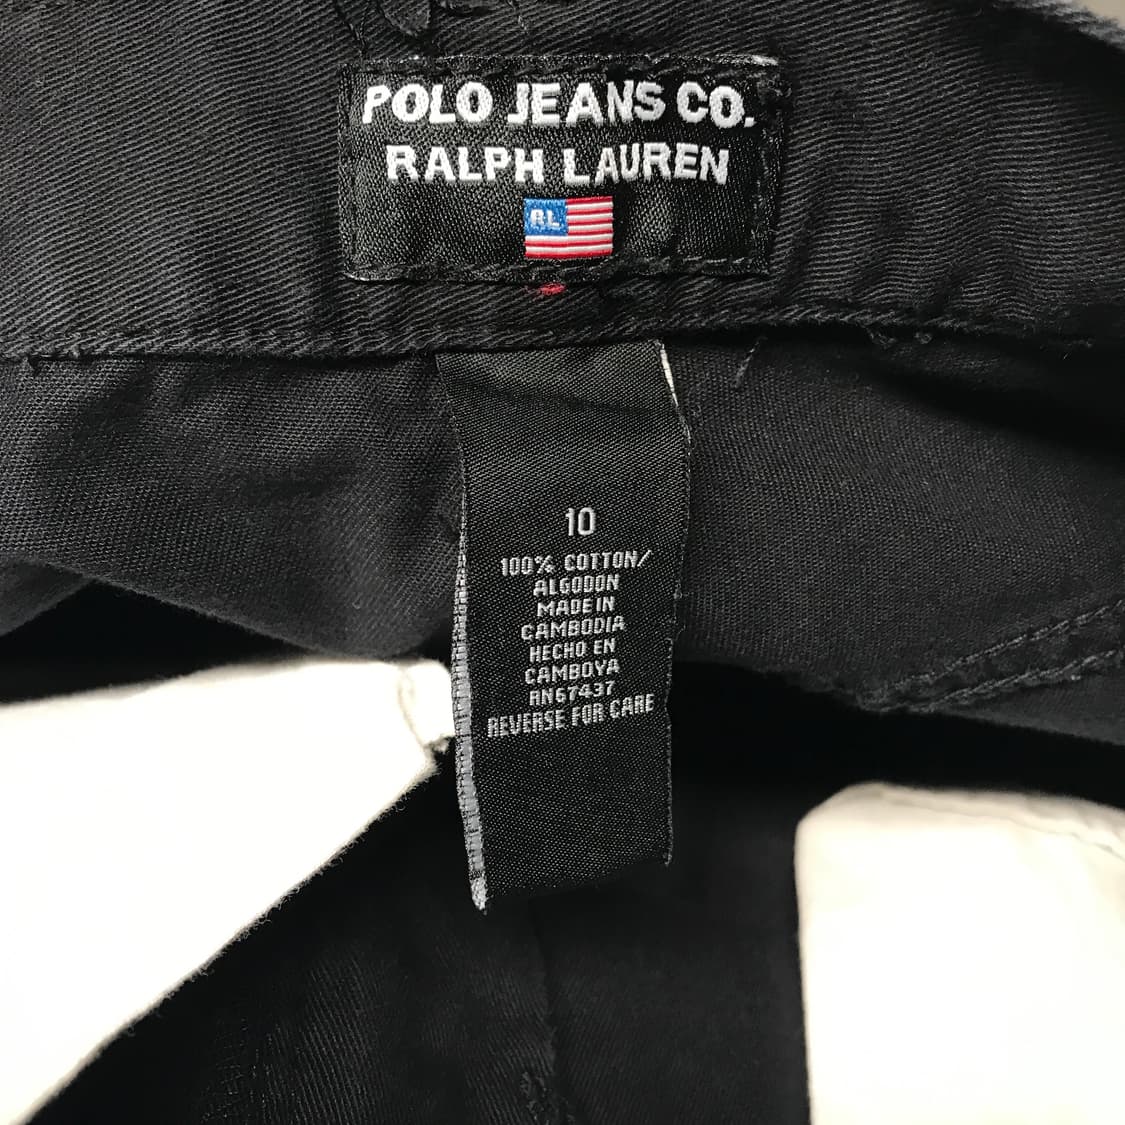 POLO JEANS CO.
RALPH LAUREN
RL
10
100% COTTON/
ALGODON
MADE IN
CAMBODIA
HECHO EN
CAMBOYA
RN67437
REVERSE FOR CARE